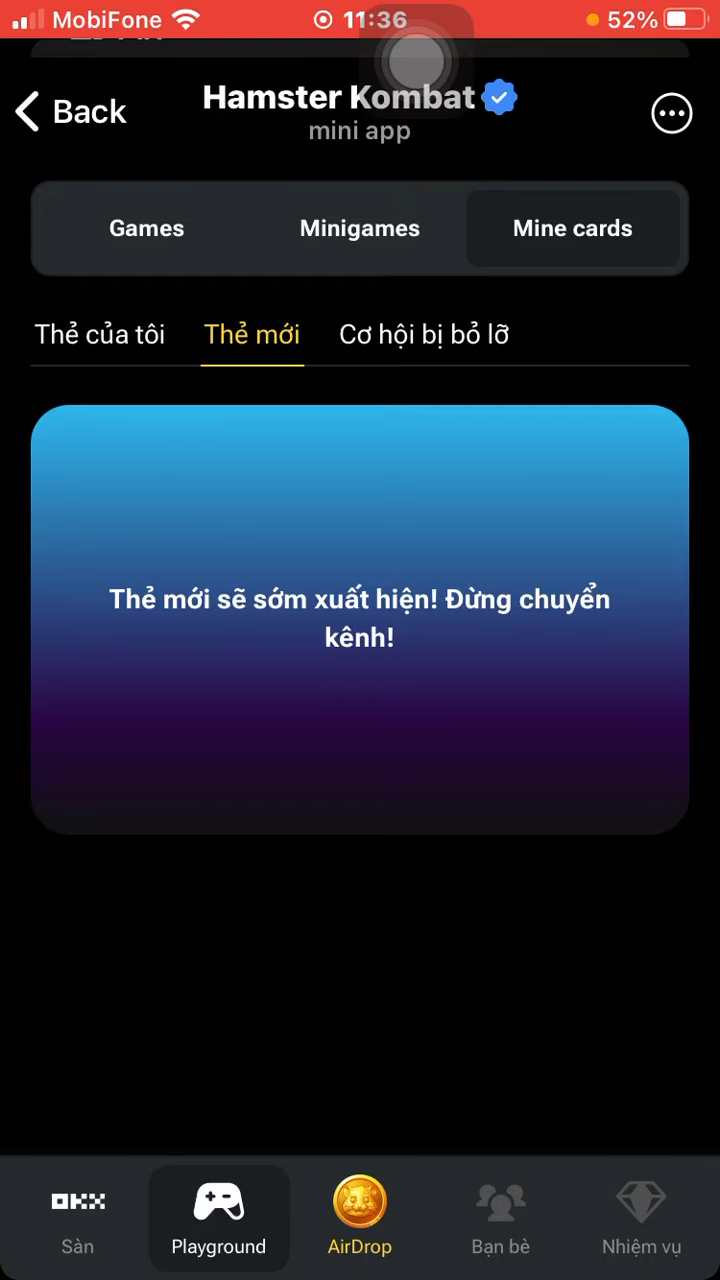 MobiFone 11:36 52%
Back
Hamster Kombat
mini app
Games Minigames Mine cards
Thẻ của tôi Thẻ mới Cơ hội bị bỏ lỡ
Thẻ mới sẽ sớm xuất hiện! Đừng chuyển
kênh!
OKX
Sàn Playground AirDrop Bạn bè Nhiệm vụ